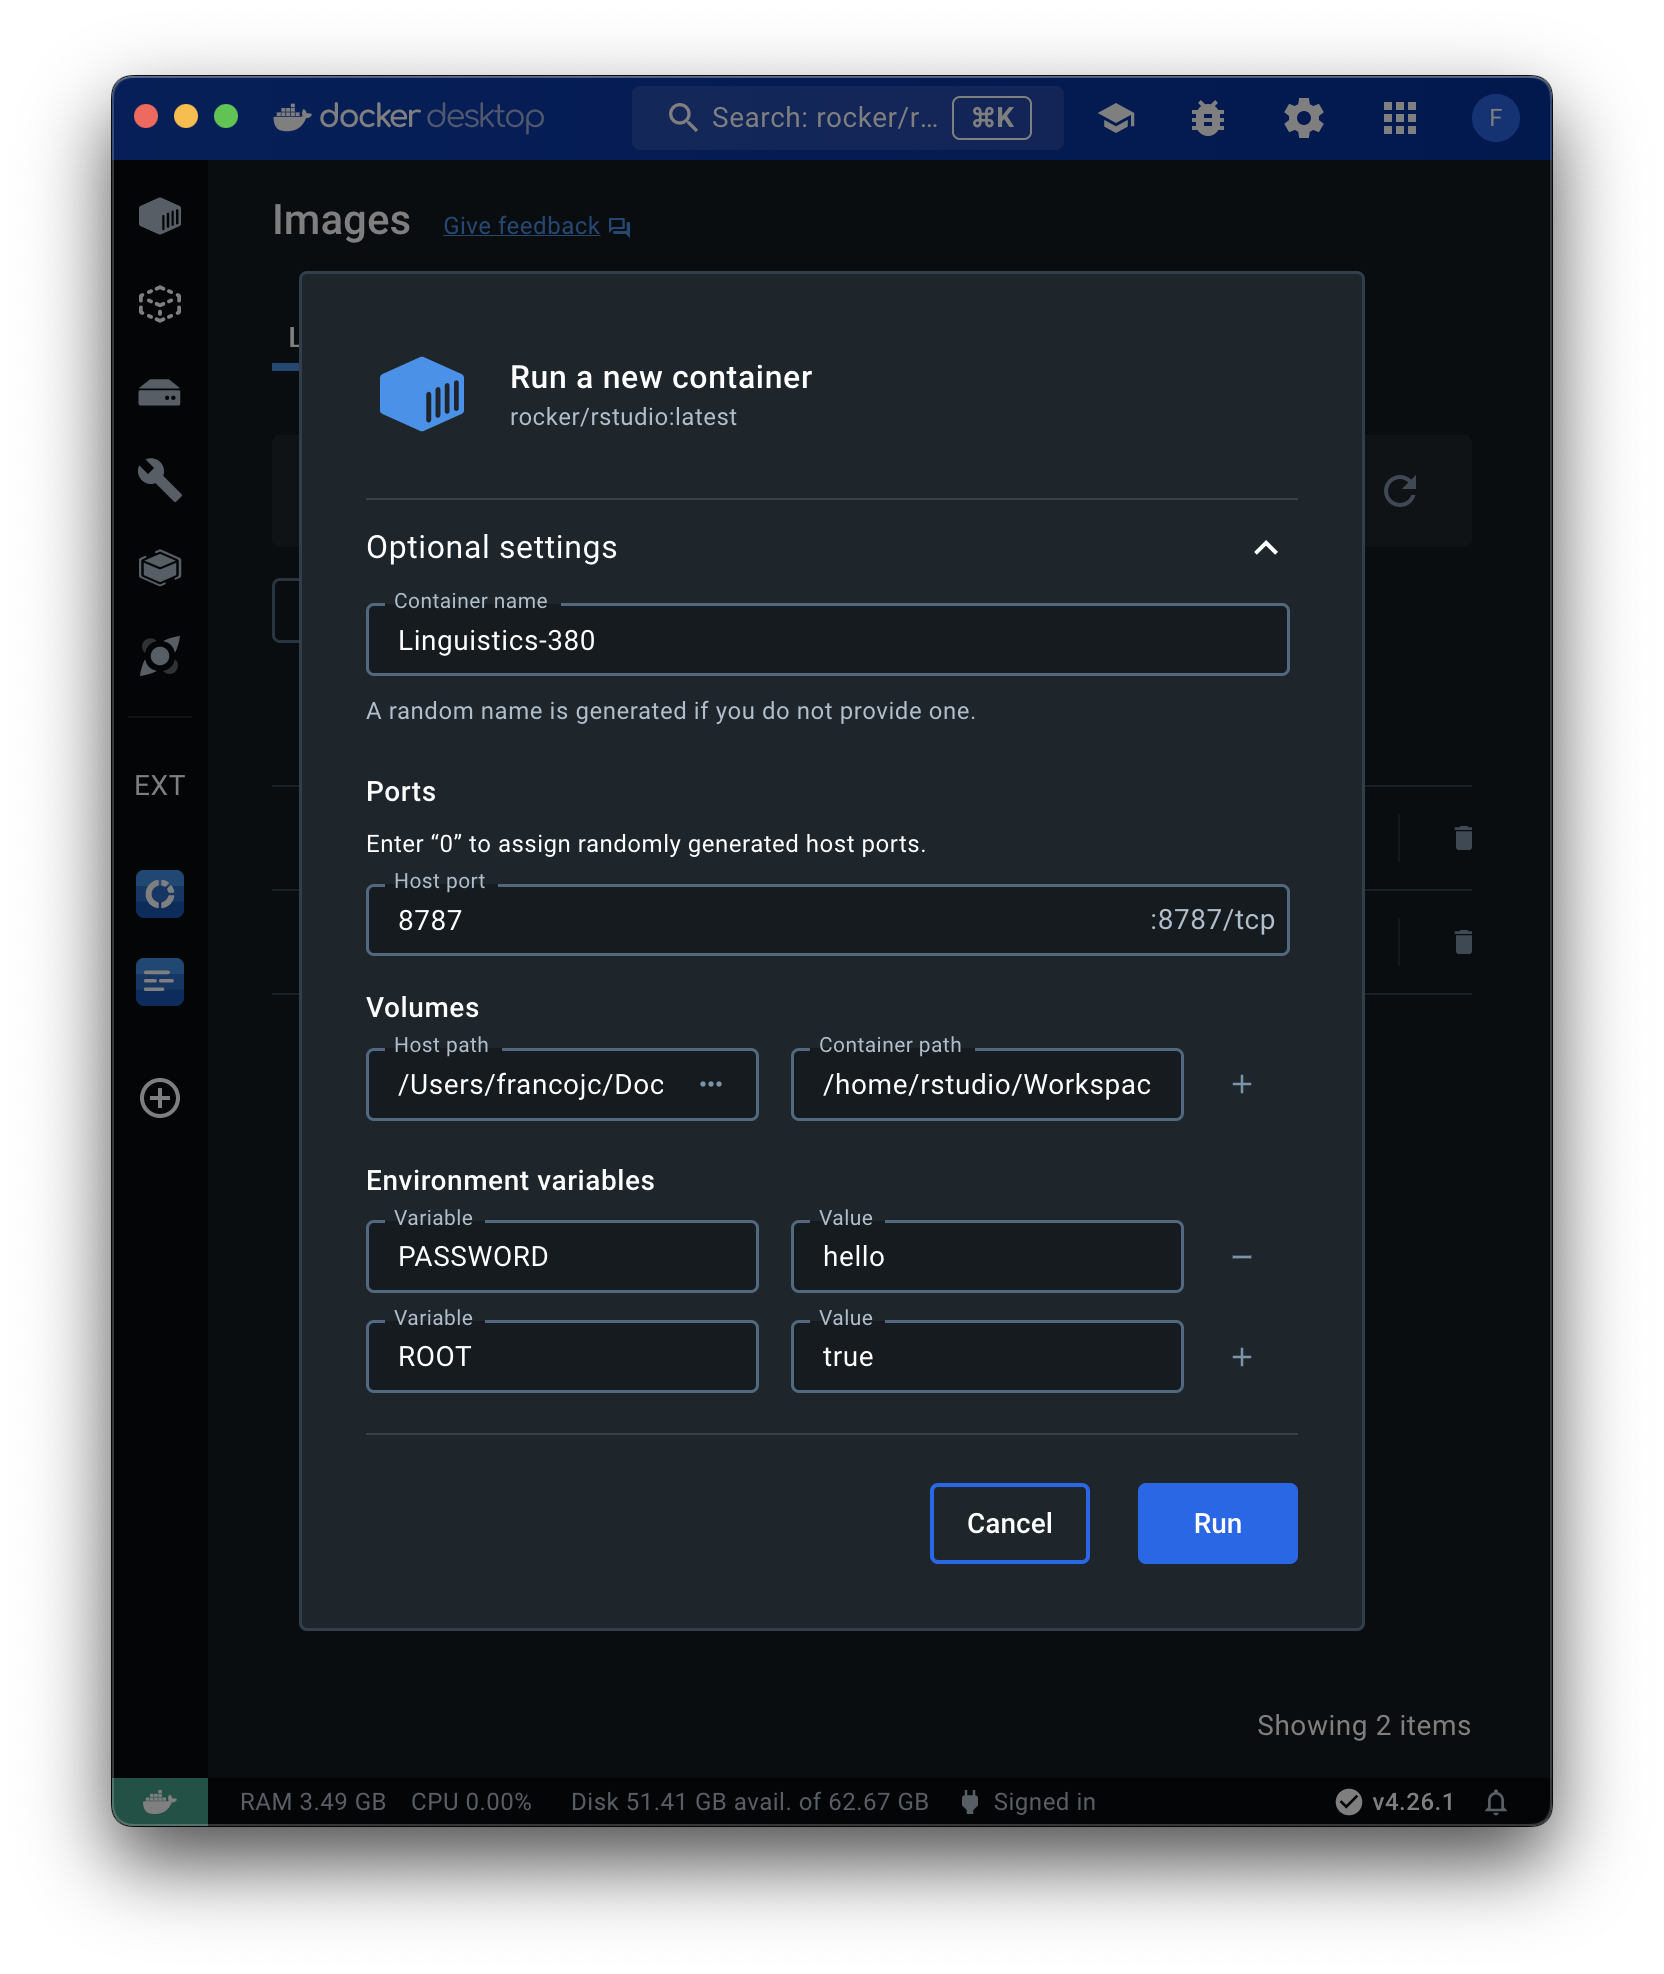 docker desktop
Search: rocker/r...
⌘K
F
Images
Give feedback
L
Run a new container
rocker/rstudio:latest
Optional settings
Container name
Linguistics-380
A random name is generated if you do not provide one.
Ports
Enter “0” to assign randomly generated host ports.
Host port
8787
:8787/tcp
Volumes
Host path
/Users/francojc/Doc
Container path
/home/rstudio/Workspac
Environment variables
Variable
PASSWORD
Value
hello
Variable
ROOT
Value
true
Cancel
Run
EXT
Showing 2 items
RAM 3.49 GB CPU 0.00% Disk 51.41 GB avail. of 62.67 GB Signed in v4.26.1